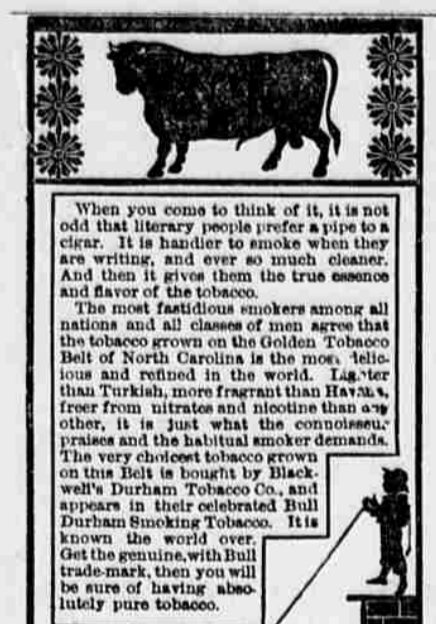 When you come to think of it, it is not
odd that literary people prefer a pipe to a
cigar. It is handier to smoke when they
are writing, and ever so much cleaner.
And then it gives them the true essence
and flavor of the tobacco.
The most fastidious smokers among all
nations and all classes of men agree that
the tobacco grown on the Golden Tobacco
Belt of North Carolina is the most delic-
ious and refined in the world. Lighter
than Turkish, more fragrant than Havana,
freer from nitrates and nicotine than any
other, it is just what the connoisseur
praises and the habitual smoker demands.
The very choicest tobacco grown
on this Belt is bought by Black-
well's Durham Tobacco Co., and
appears in their celebrated Bull
Durham Smoking Tobacco. It is
known the world over.
Get the genuine, with Bull
trade-mark, then you will
be sure of having abso-
lutely pure tobacco.